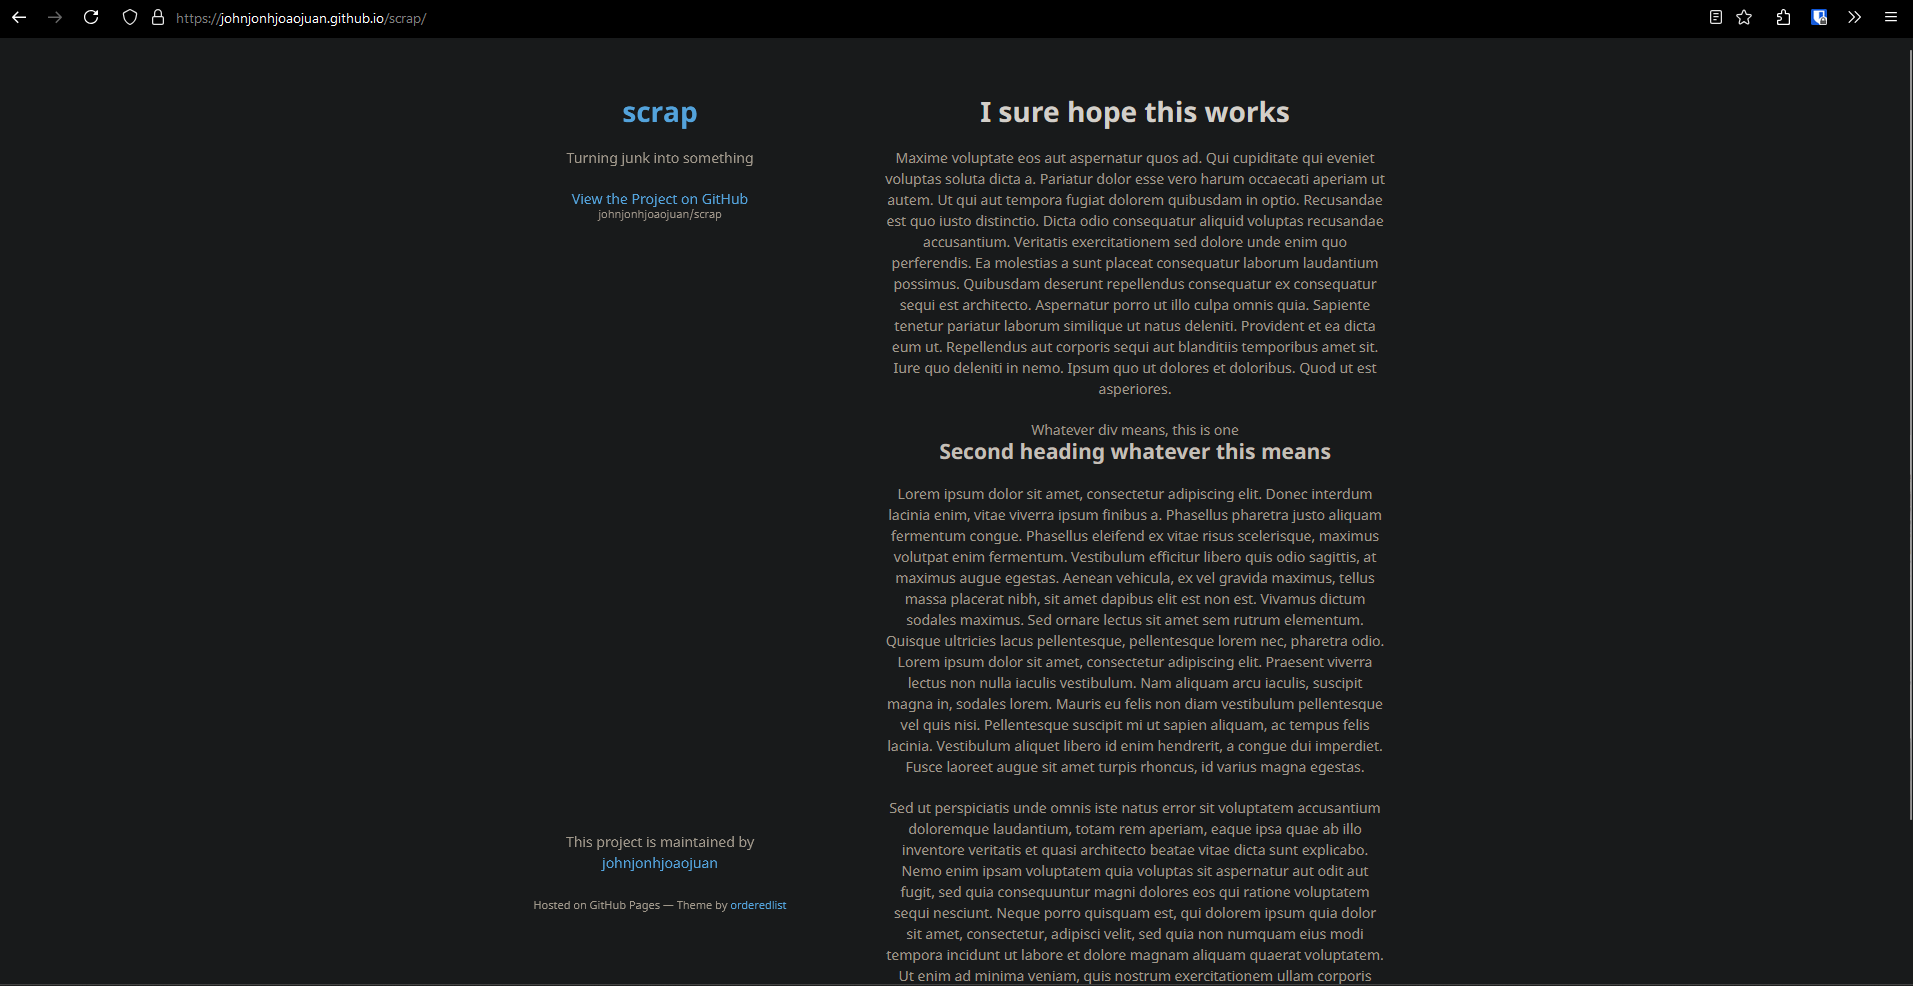 https://johnjonhjoaojuan.github.io/scrap/
scrap
Turning junk into something
View the Project on GitHub
johnjonhjoaojuan/scrap
This project is maintained by
johnjonhjoaojuan
Hosted on GitHub Pages — Theme by orderedlist
I sure hope this works
Maxime voluptate eos aut aspernatur quos ad. Qui cupiditate qui eveniet
voluptas soluta dicta a. Pariatur dolor esse vero harum occaecati aperiam ut
autem. Ut qui aut tempora fugiat dolorem quibusdam in optio. Recusandae
est quo iusto distinctio. Dicta odio consequatur aliquid voluptas recusandae
accusantium. Veritatis exercitationem sed dolore unde enim quo
perferendis. Ea molestias a sunt placeat consequatur laborum laudantium
possimus. Quibusdam deserunt repellendus consequatur ex consequatur
sequi est architecto. Aspernatur porro ut illo culpa omnis quia. Sapiente
tenetur pariatur laborum similique ut natus deleniti. Provident et ea dicta
eum ut. Repellendus aut corporis sequi aut blanditiis temporibus amet sit.
Iure quo deleniti in nemo. Ipsum quo ut dolores et doloribus. Quod ut est
asperiores.
Whatever div means, this is one
Second heading whatever this means
Lorem ipsum dolor sit amet, consectetur adipiscing elit. Donec interdum
lacinia enim, vitae viverra ipsum finibus a. Phasellus pharetra justo aliquam
fermentum congue. Phasellus eleifend ex vitae risus scelerisque, maximus
volutpat enim fermentum. Vestibulum efficitur libero quis odio sagittis, at
maximus augue egestas. Aenean vehicula, ex vel gravida maximus, tellus
massa placerat nibh, sit amet dapibus elit est non est. Vivamus dictum
sodales maximus. Sed ornare lectus sit amet sem rutrum elementum.
Quisque ultricies lacus pellentesque, pellentesque lorem nec, pharetra odio.
Lorem ipsum dolor sit amet, consectetur adipiscing elit. Praesent viverra
lectus non nulla iaculis vestibulum. Nam aliquam arcu iaculis, suscipit
magna in, sodales lorem. Mauris eu felis non diam vestibulum pellentesque
vel quis nisi. Pellentesque suscipit mi ut sapien aliquam, ac tempus felis
lacinia. Vestibulum aliquet libero id enim hendrerit, a congue dui imperdiet.
Fusce laoreet augue sit amet turpis rhoncus, id varius magna egestas.
Sed ut perspiciatis unde omnis iste natus error sit voluptatem accusantium
doloremque laudantium, totam rem aperiam, eaque ipsa quae ab illo
inventore veritatis et quasi architecto beatae vitae dicta sunt explicabo.
Nemo enim ipsam voluptatem quia voluptas sit aspernatur aut odit aut
fugit, sed quia consequuntur magni dolores eos qui ratione voluptatem
sequi nesciunt. Neque porro quisquam est, qui dolorem ipsum quia dolor
sit amet, consectetur, adipisci velit, sed quia non numquam eius modi
tempora incidunt ut labore et dolore magnam aliquam quaerat voluptatem.
Ut enim ad minima veniam, quis nostrum exercitationem ullam corporis